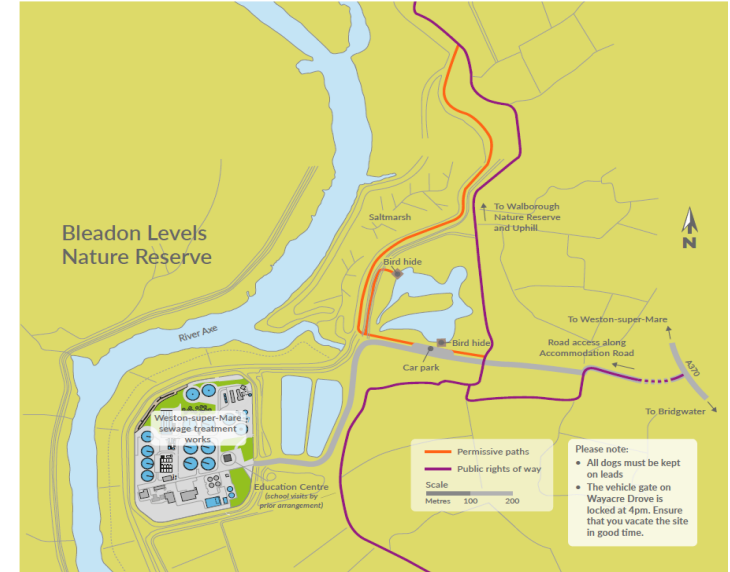 Saltmarsh
To Walborough
Nature Reserve
and Uphill
Bleadon Levels
Nature Reserve
N
Bird hide
River Axe
To Weston-super-Mare
Road access along
Accommodation Road
Bird hide
Car park
A370
To Bridgwater
Weston-super-Mare
sewage treatment
works
Education Centre
(school visits by
prior arrangement)
Permissive paths
Public rights of way
Scale
Metres 100 200
Please note:
• All dogs must be kept
on leads
• The vehicle gate on
Wayacre Drove is
locked at 4pm. Ensure
that you vacate the site
in good time.